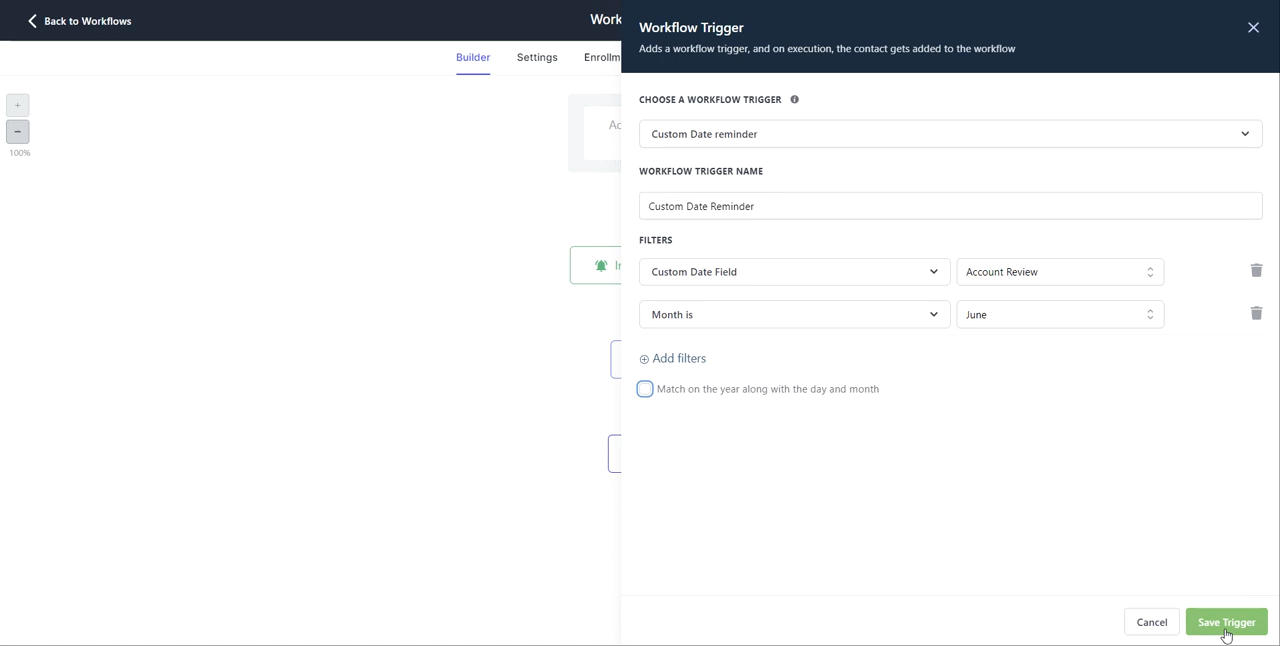 Back to Workflows
Work
Workflow Trigger
Adds a workflow trigger, and on execution, the contact gets added to the workflow
Builder Settings Enrollm
CHOOSE A WORKFLOW TRIGGER
Custom Date reminder
WORKFLOW TRIGGER NAME
Custom Date Reminder
FILTERS
Custom Date Field Account Review
Month is June
Add filters
Match on the year along with the day and month
100%
Cancel Save Trigger